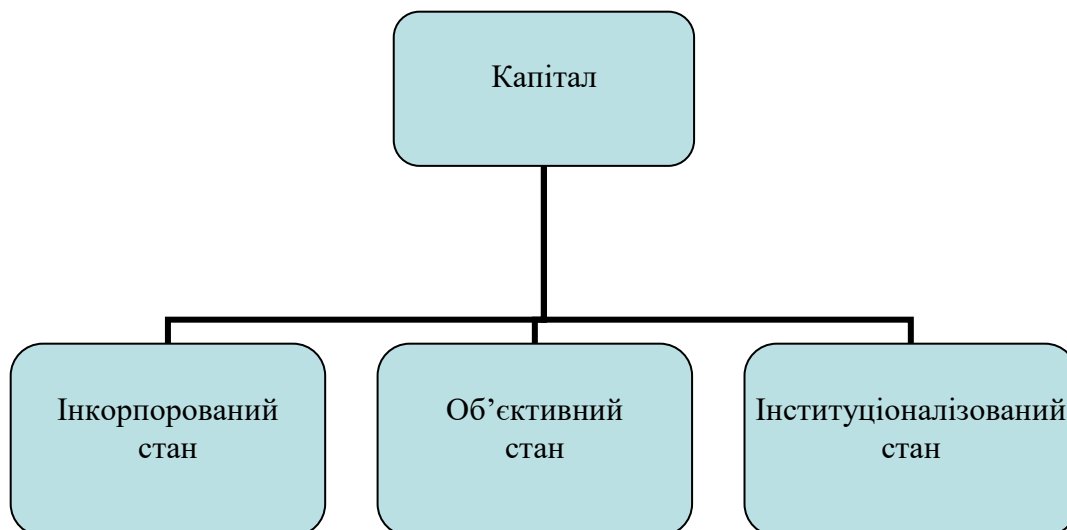 Капітал
Інкорпорований
стан
Об’єктивний
стан
Інституціоналізований
стан